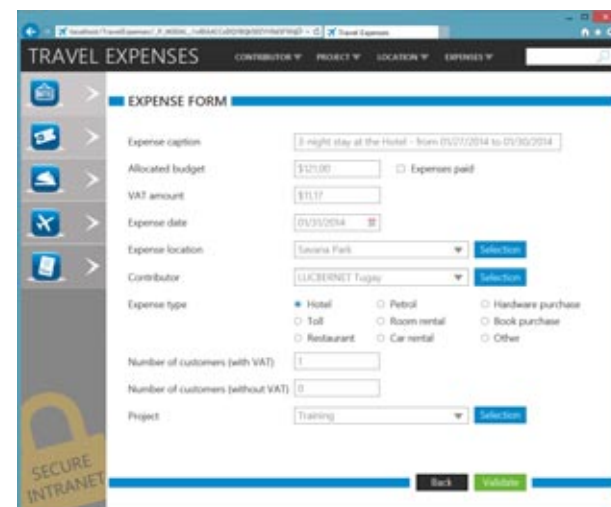 Travel Expenses
TRAVEL EXPENSES
CONTRIBUTOR PROJECT LOCATION EXPENSES
EXPENSE FORM
Expense caption 3 night stay at the Hotel - from 01/27/2014 to 01/30/2014
Allocated budget $121.00 Expenses paid
VAT amount $11.17
Expense date 01/31/2014
Expense location Savana Park Selection
Contributor Tugay Selection
Expense type Hotel Petrol Hardware purchase
Toll Room rental Book purchase
Restaurant Car rental Other
Number of customers (with VAT) 1
Number of customers (without VAT) 0
Project Training Selection
SECURE
INTRANET
Back Validate